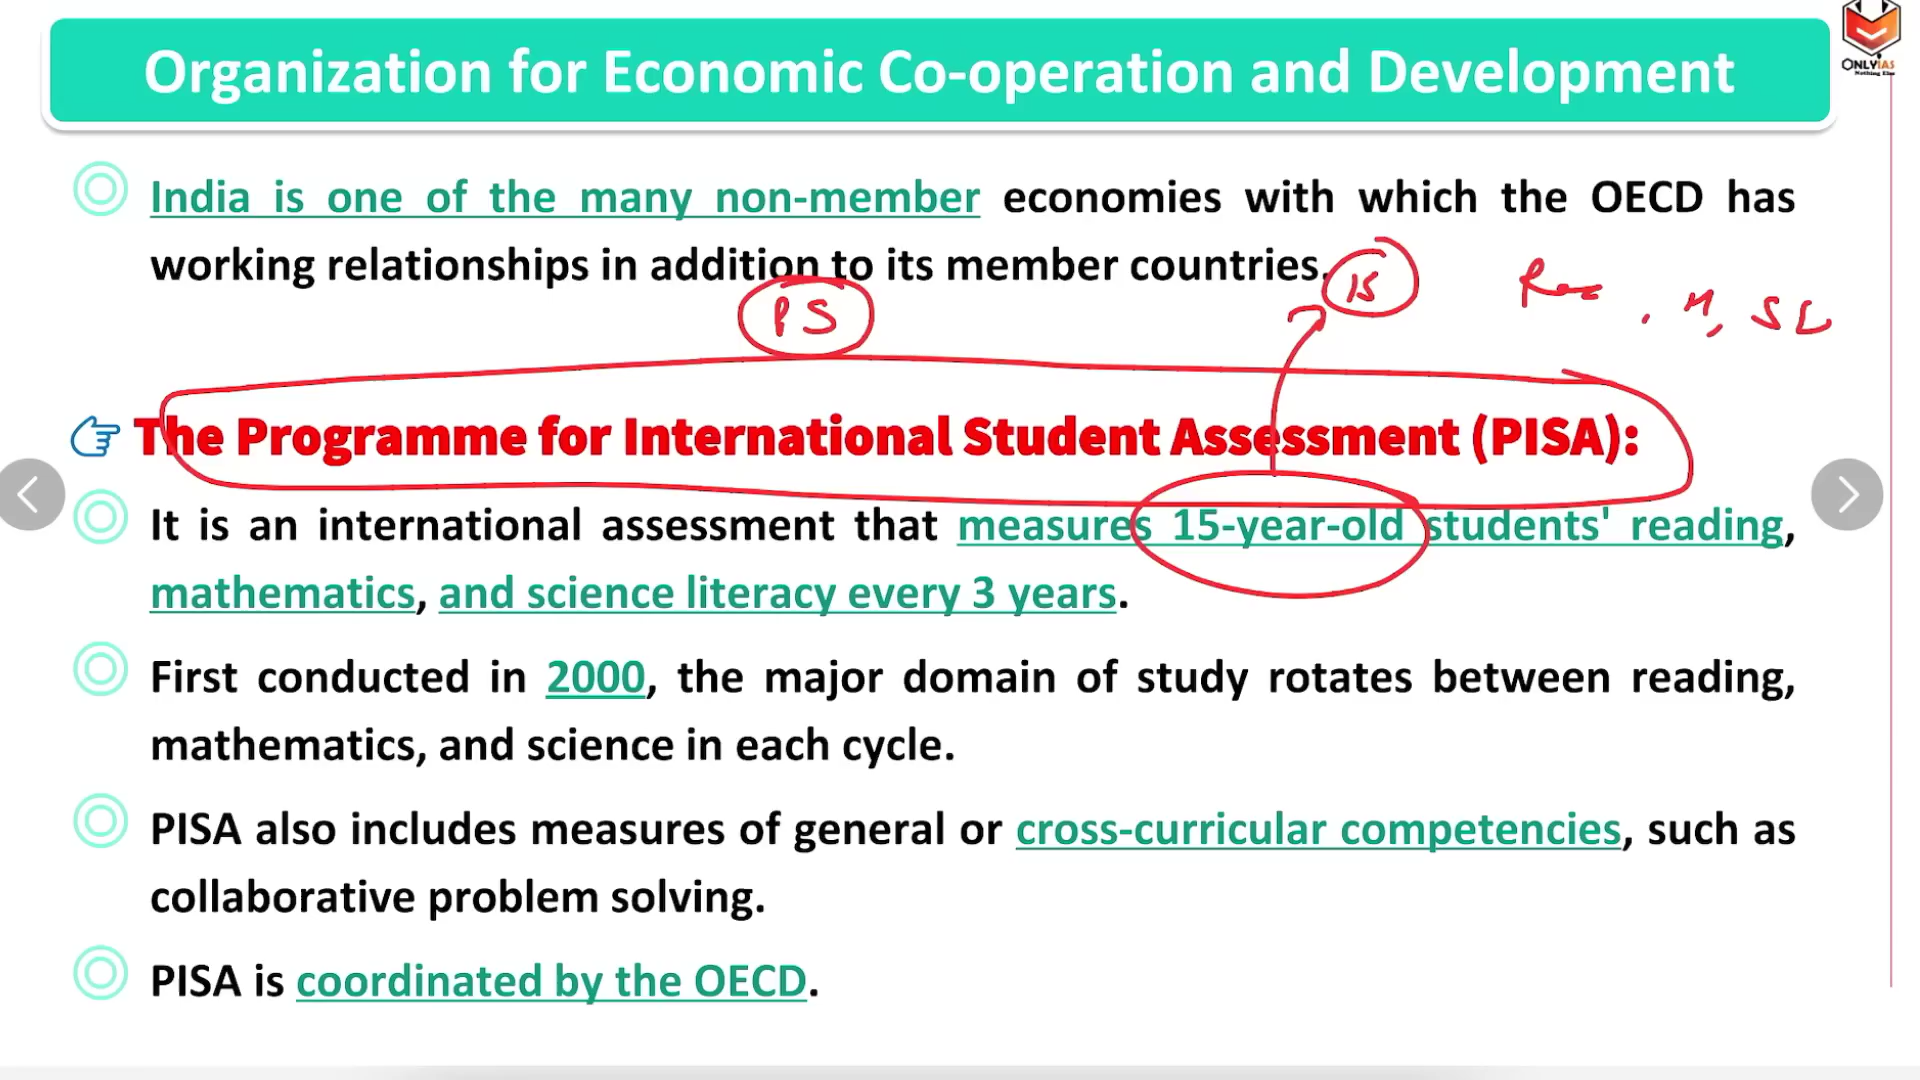 Organization for Economic Co-operation and Development
ONLYIAS
Nothing Else
India is one of the many non-member economies with which the OECD has
working relationships in addition to its member countries.
15
PS
M, SC
The Programme for International Student Assessment (PISA):
It is an international assessment that measures 15-year-old students' reading,
mathematics, and science literacy every 3 years.
First conducted in 2000, the major domain of study rotates between reading,
mathematics, and science in each cycle.
PISA also includes measures of general or cross-curricular competencies, such as
collaborative problem solving.
PISA is coordinated by the OECD.